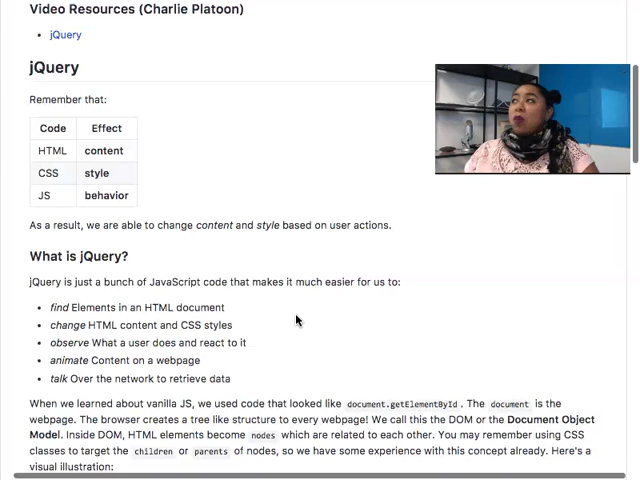 Video Resources (Charlie Platoon)
jQuery
jQuery
Remember that:
Code Effect
HTML content
CSS style
JS behavior
As a result, we are able to change content and style based on user actions.
What is jQuery?
jQuery is just a bunch of JavaScript code that makes it much easier for us to:
find Elements in an HTML document
change HTML content and CSS styles
observe What a user does and react to it
animate Content on a webpage
talk Over the network to retrieve data
When we learned about vanilla JS, we used code that looked like document.getElementById . The document is the
webpage. The browser creates a tree like structure to every webpage! We call this the DOM or the Document Object
Model. Inside DOM, HTML elements become nodes which are related to each other. You may remember using CSS
classes to target the children or parents of nodes, so we have some experience with this concept already. Here's a
visual illustration: